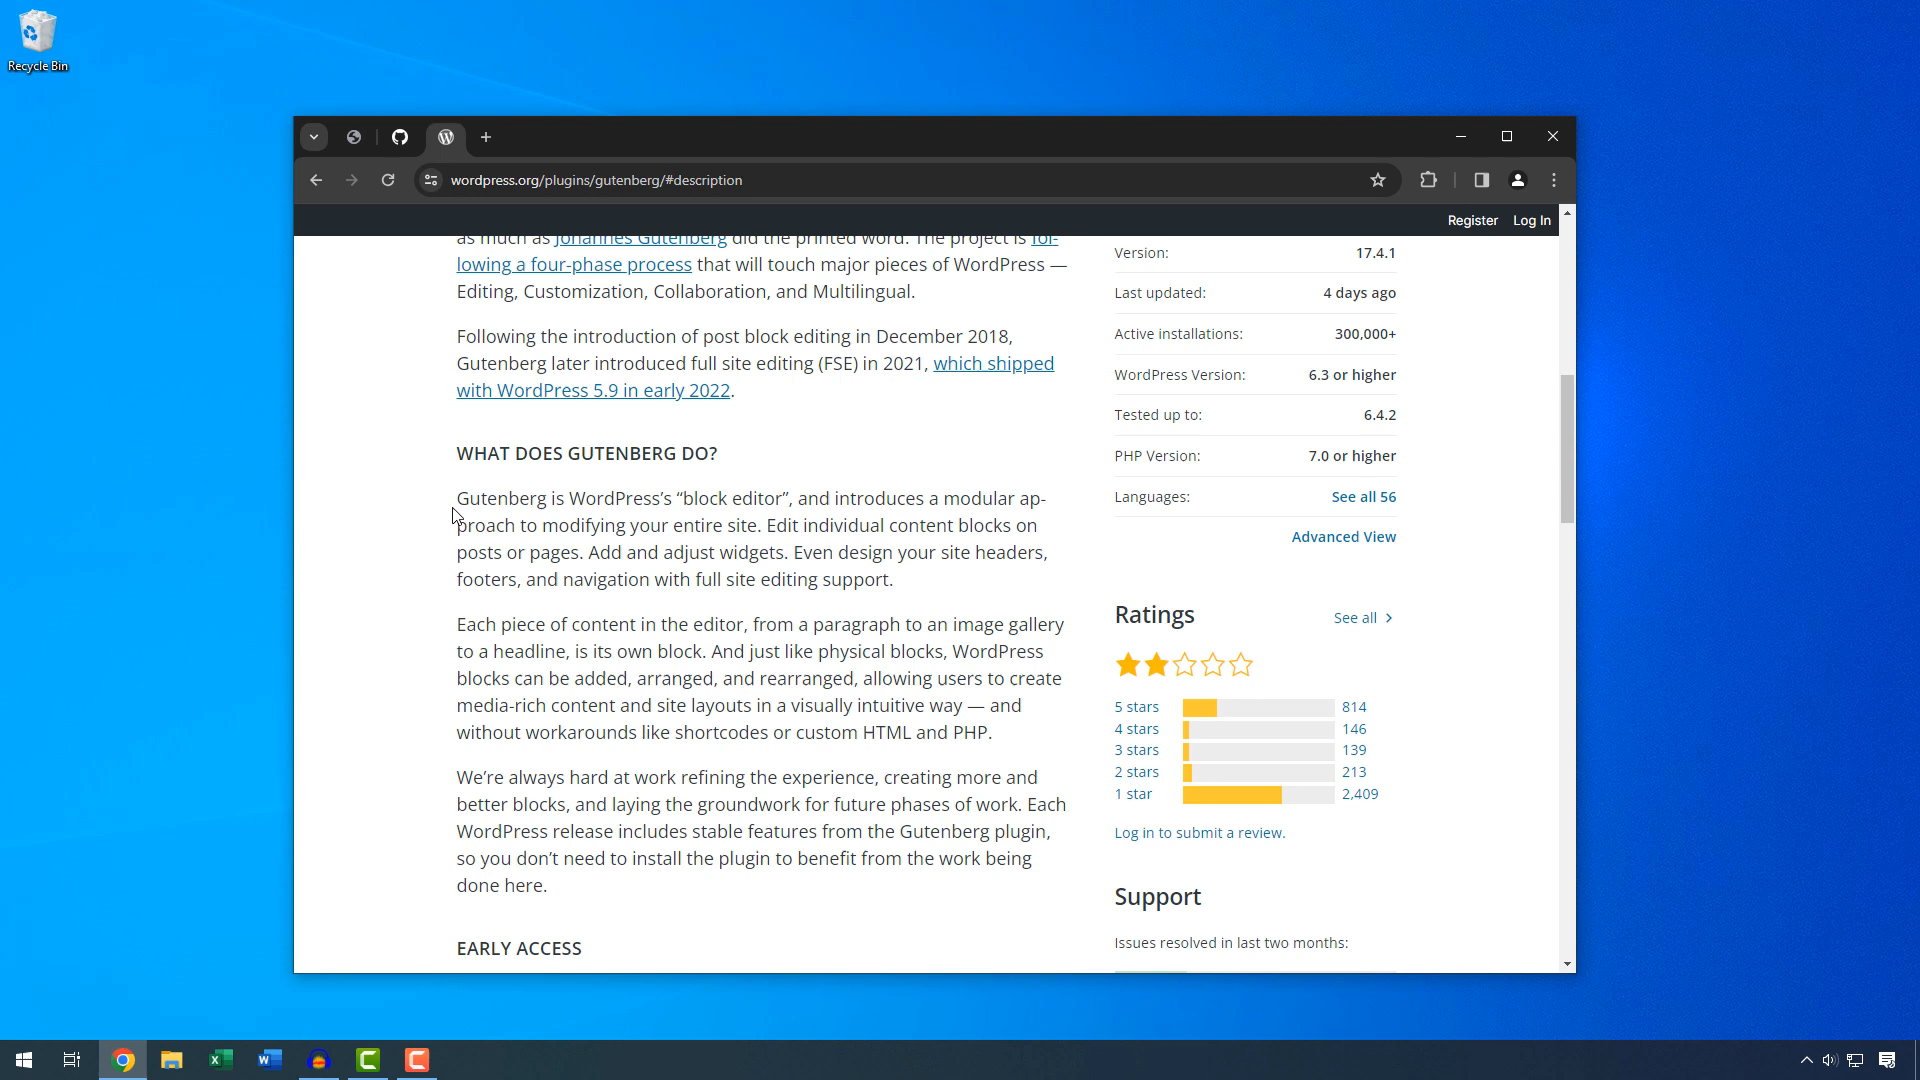 Recycle Bin
wordpress.org/plugins/gutenberg/#description
Register Log In
as much as Johannes Gutenberg did the printed word. The project is fol-
lowing a four-phase process that will touch major pieces of WordPress —
Editing, Customization, Collaboration, and Multilingual.
Following the introduction of post block editing in December 2018,
Gutenberg later introduced full site editing (FSE) in 2021, which shipped
with WordPress 5.9 in early 2022.
WHAT DOES GUTENBERG DO?
Gutenberg is WordPress’s “block editor”, and introduces a modular ap-
proach to modifying your entire site. Edit individual content blocks on
posts or pages. Add and adjust widgets. Even design your site headers,
footers, and navigation with full site editing support.
Each piece of content in the editor, from a paragraph to an image gallery
to a headline, is its own block. And just like physical blocks, WordPress
blocks can be added, arranged, and rearranged, allowing users to create
media-rich content and site layouts in a visually intuitive way — and
without workarounds like shortcodes or custom HTML and PHP.
We’re always hard at work refining the experience, creating more and
better blocks, and laying the groundwork for future phases of work. Each
WordPress release includes stable features from the Gutenberg plugin,
so you don’t need to install the plugin to benefit from the work being
done here.
EARLY ACCESS
Version: 17.4.1
Last updated: 4 days ago
Active installations: 300,000+
WordPress Version: 6.3 or higher
Tested up to: 6.4.2
PHP Version: 7.0 or higher
Languages: See all 56
Advanced View
Ratings See all
5 stars 814
4 stars 146
3 stars 139
2 stars 213
1 star 2,409
Log in to submit a review.
Support
Issues resolved in last two months: